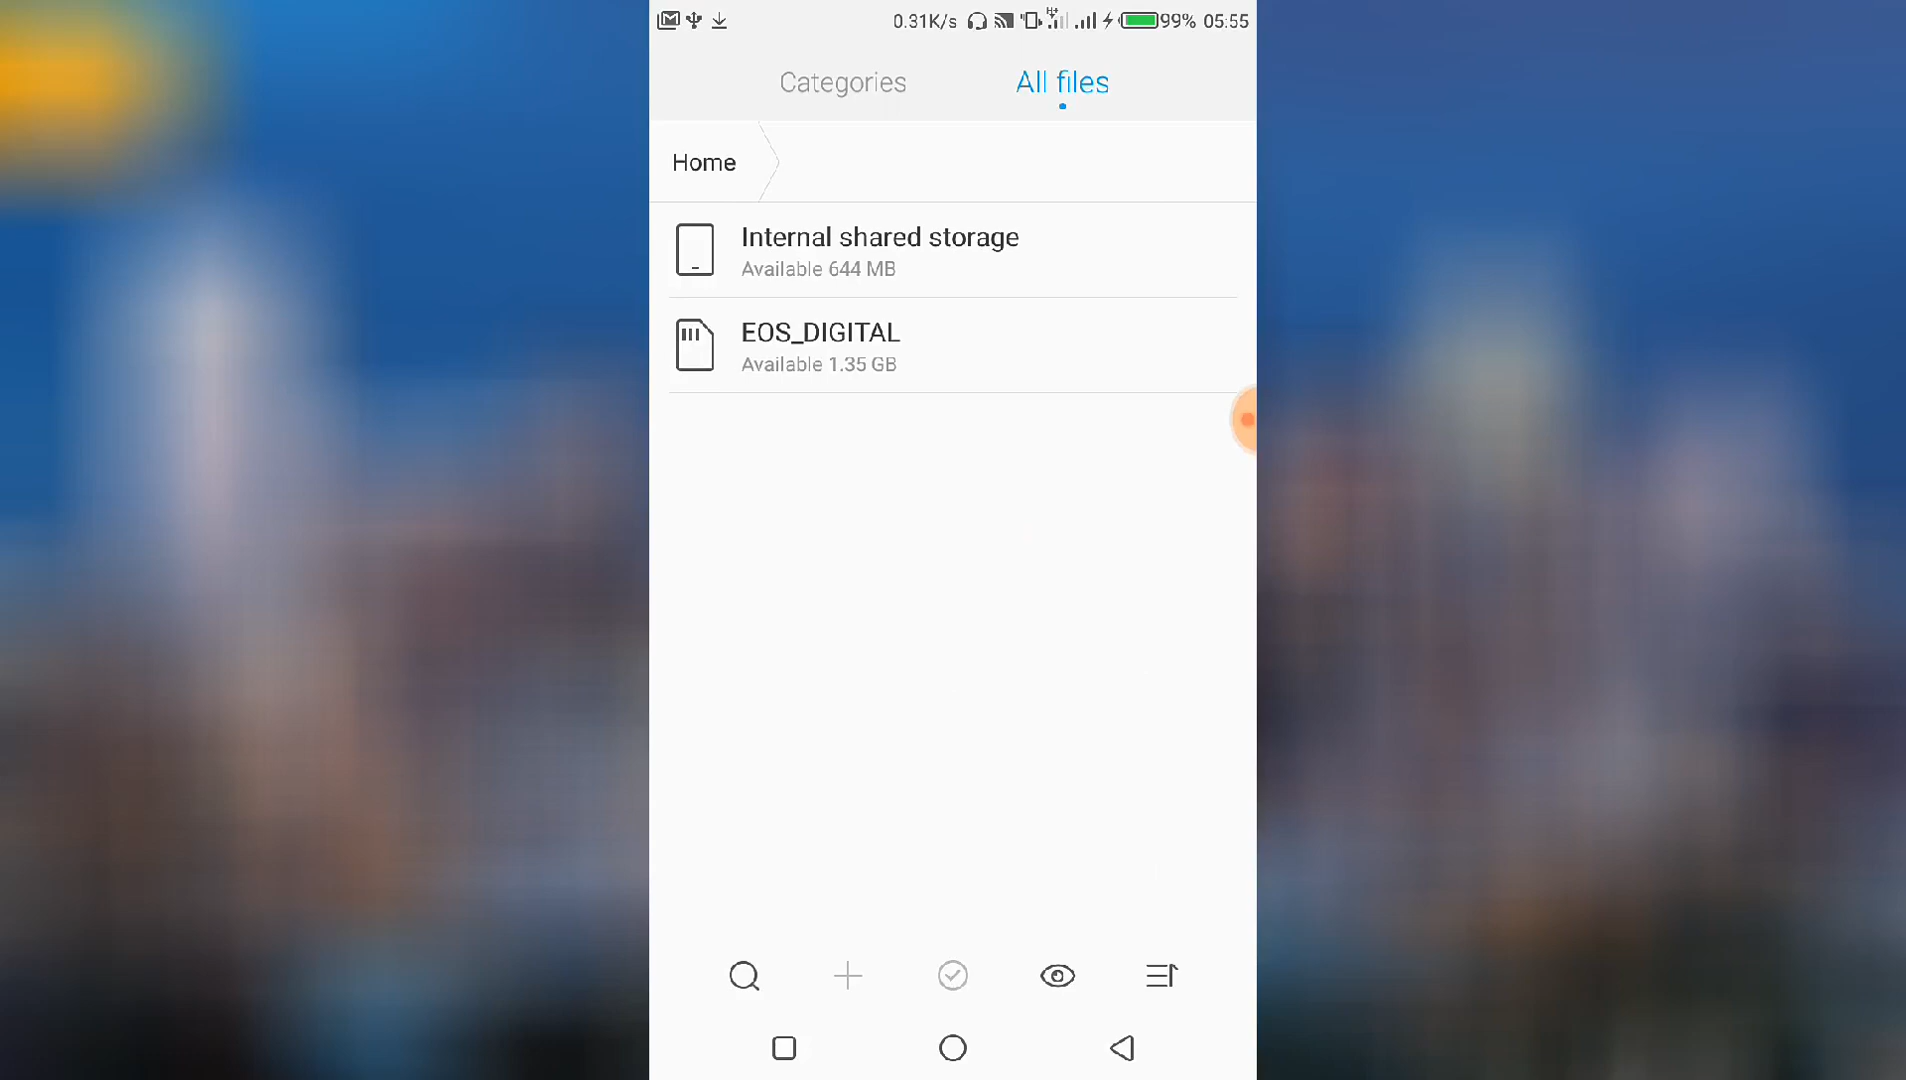 0.31K/s 99% 05:55
Categories All files
Home
Internal shared storage
Available 644 MB
EOS_DIGITAL
Available 1.35 GB